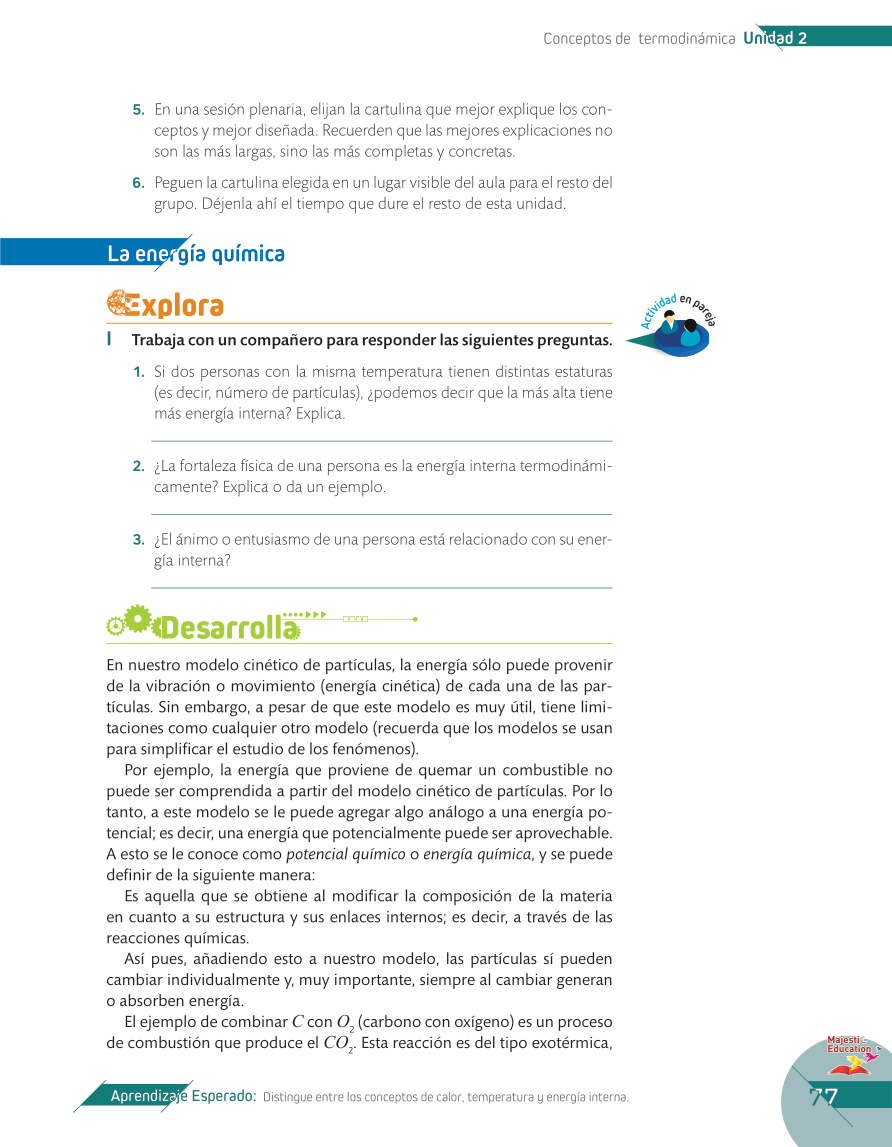 Conceptos de termodinámica Unidad 2
5. En una sesión plenaria, elijan la cartulina que mejor explique los con-
ceptos y mejor diseñada. Recuerden que las mejores explicaciones no
son las más largas, sino las más completas y concretas.
6. Peguen la cartulina elegida en un lugar visible del aula para el resto del
grupo. Déjenla ahí el tiempo que dure el resto de esta unidad.
La energía química
Explora
Actividad en pareja
I Trabaja con un compañero para responder las siguientes preguntas.
1. Si dos personas con la misma temperatura tienen distintas estaturas
(es decir, número de partículas), ¿podemos decir que la más alta tiene
más energía interna? Explica.
2. ¿La fortaleza física de una persona es la energía interna termodinámi-
camente? Explica o da un ejemplo.
3. ¿El ánimo o entusiasmo de una persona está relacionado con su ener-
gía interna?
Desarrolla
En nuestro modelo cinético de partículas, la energía sólo puede provenir
de la vibración o movimiento (energía cinética) de cada una de las par-
tículas. Sin embargo, a pesar de que este modelo es muy útil, tiene limi-
taciones como cualquier otro modelo (recuerda que los modelos se usan
para simplificar el estudio de los fenómenos).
Por ejemplo, la energía que proviene de quemar un combustible no
puede ser comprendida a partir del modelo cinético de partículas. Por lo
tanto, a este modelo se le puede agregar algo análogo a una energía po-
tencial; es decir, una energía que potencialmente puede ser aprovechable.
A esto se le conoce como potencial químico o energía química, y se puede
definir de la siguiente manera:
Es aquella que se obtiene al modificar la composición de la materia
en cuanto a su estructura y sus enlaces internos; es decir, a través de las
reacciones químicas.
Así pues, añadiendo esto a nuestro modelo, las partículas sí pueden
cambiar individualmente y, muy importante, siempre al cambiar generan
o absorben energía.
El ejemplo de combinar C con O₂ (carbono con oxígeno) es un proceso
de combustión que produce el CO₂. Esta reacción es del tipo exotérmica,
Majestic
Education
Aprendizaje Esperado: Distingue entre los conceptos de calor, temperatura y energía interna.
77